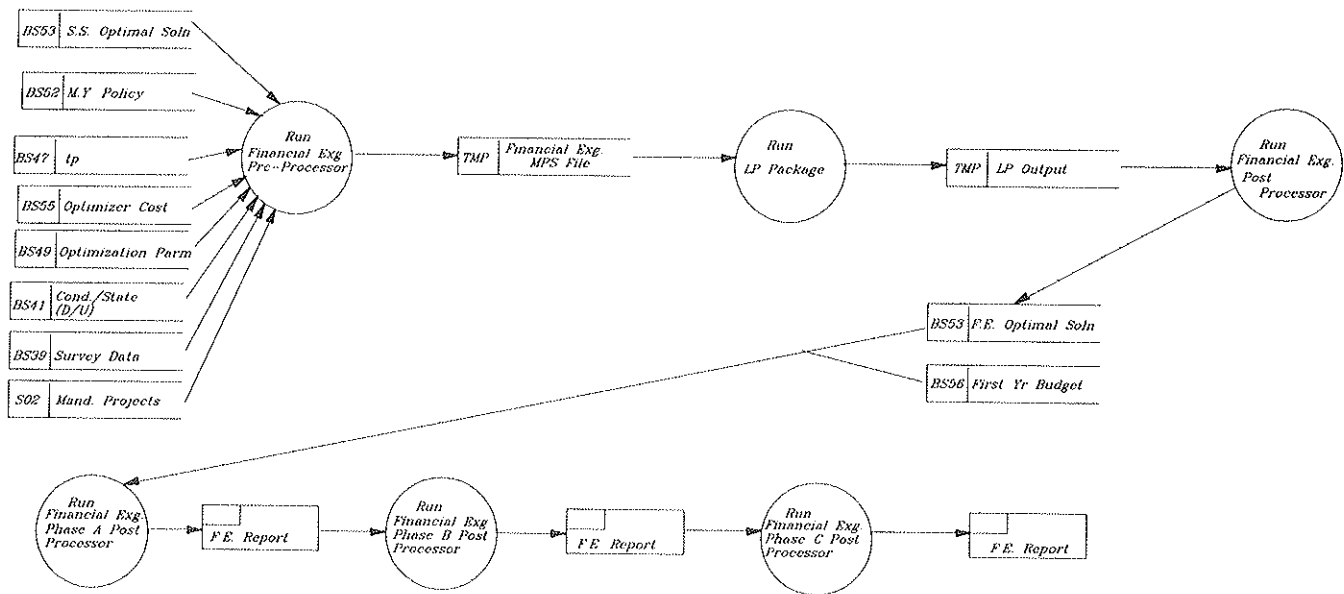 BS53 S.S. Optimal Soln
BS52 M.Y Policy
BS47 tp
BS55 Optimizer Cost
BS49 Optimization Parm
BS41 Cond./State
(D/U)
BS39 Survey Data
S02 Mand. Projects
Run
Financial Exg
Pre-Processor
TMP Financial Exg.
MPS File
Run
LP Package
TMP LP Output
Run
Financial Exg.
Post
Processor
BS53 F.E. Optimal Soln
BS56 First Yr Budget
Run
Financial Exg.
Phase A Post
Processor
F.E. Report
Run
Financial Exg
Phase B Post
Processor
F.E. Report
Run
Financial Exg.
Phase C Post
Processor
F.E. Report